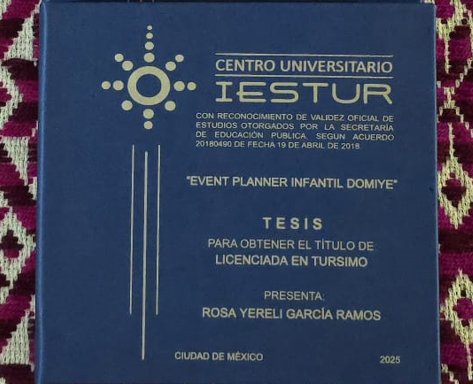 CENTRO UNIVERSITARIO
IESTUR
CON RECONOCIMIENTO DE VALIDEZ OFICIAL DE
ESTUDIOS OTORGADOS POR LA SECRETARÍA
DE EDUCACIÓN PÚBLICA SEGÚN ACUERDO
20180490 DE FECHA 19 DE ABRIL DE 2018.
"EVENT PLANNER INFANTIL DOMIYE"
TESIS
PARA OBTENER EL TÍTULO DE
LICENCIADA EN TURSIMO
PRESENTA:
ROSA YERELI GARCÍA RAMOS
CIUDAD DE MÉXICO 2025